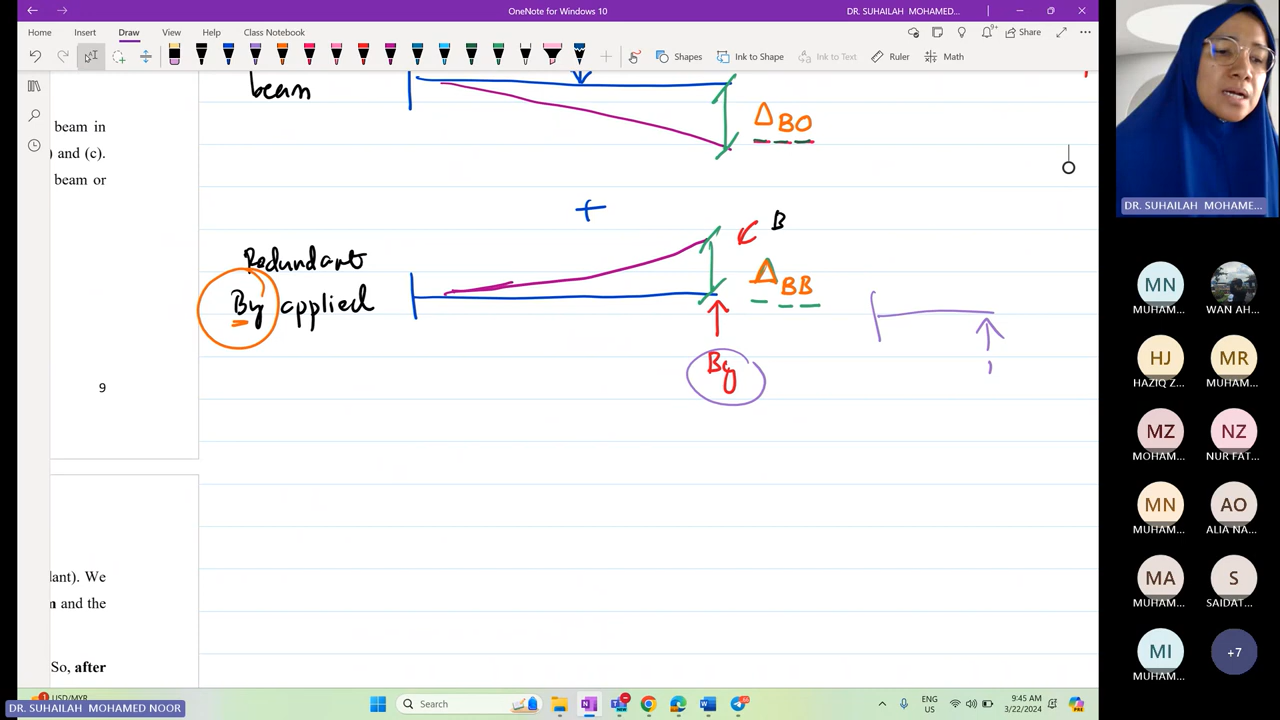 OneNote for Windows 10
DR. SUHAILAH MOHAMED...
Home Insert Draw View Help Class Notebook
Share
Shapes
Ink to Shape
Ink to Text
Ruler
Math
beam
beam in
) and (c).
beam or
ΔBO
+
B
Redundant
By applied
ΔBB
By
1
9
lant). We
n and the
So, after
DR. SUHAILAH MOHAME...
MN
MUHAM...
WAN AH...
HJ
HAZIQ Z...
MR
MUHAM...
MZ
MOHAM...
NZ
NUR FAT...
MN
MUHAM...
AO
ALIA NA...
MA
MUHAM...
S
SAIDAT...
MI
MUHAM...
+7
USD/MYR
DR. SUHAILAH MOHAMED NOOR
Search
ENG
US
9:45 AM
3/22/2024